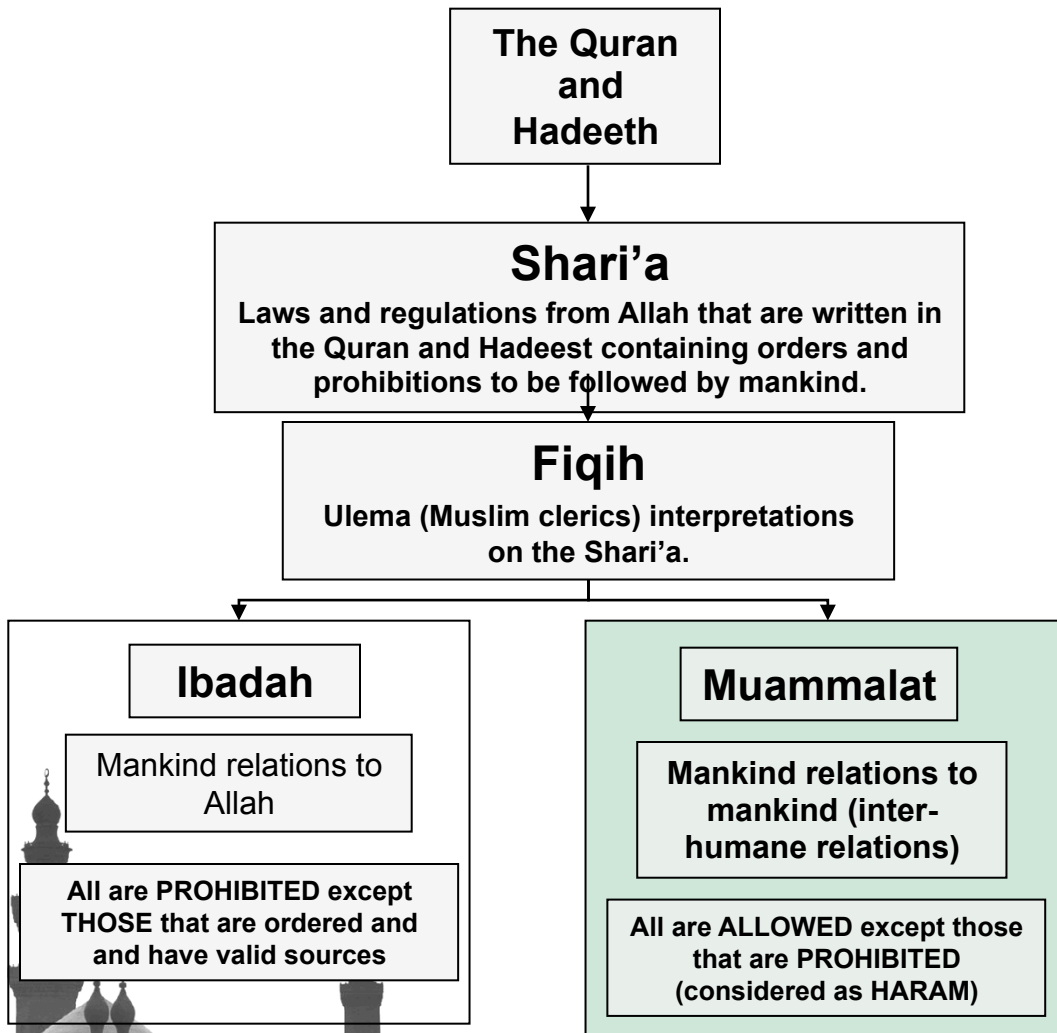 The Quran
and
Hadeeth
Shari’a
Laws and regulations from Allah that are written in
the Quran and Hadeest containing orders and
prohibitions to be followed by mankind.
Fiqih
Ulema (Muslim clerics) interpretations
on the Shari’a.
Ibadah
Mankind relations to
Allah
All are PROHIBITED except
THOSE that are ordered and
and have valid sources
Muammalat
Mankind relations to
mankind (inter-
humane relations)
All are ALLOWED except those
that are PROHIBITED
(considered as HARAM)